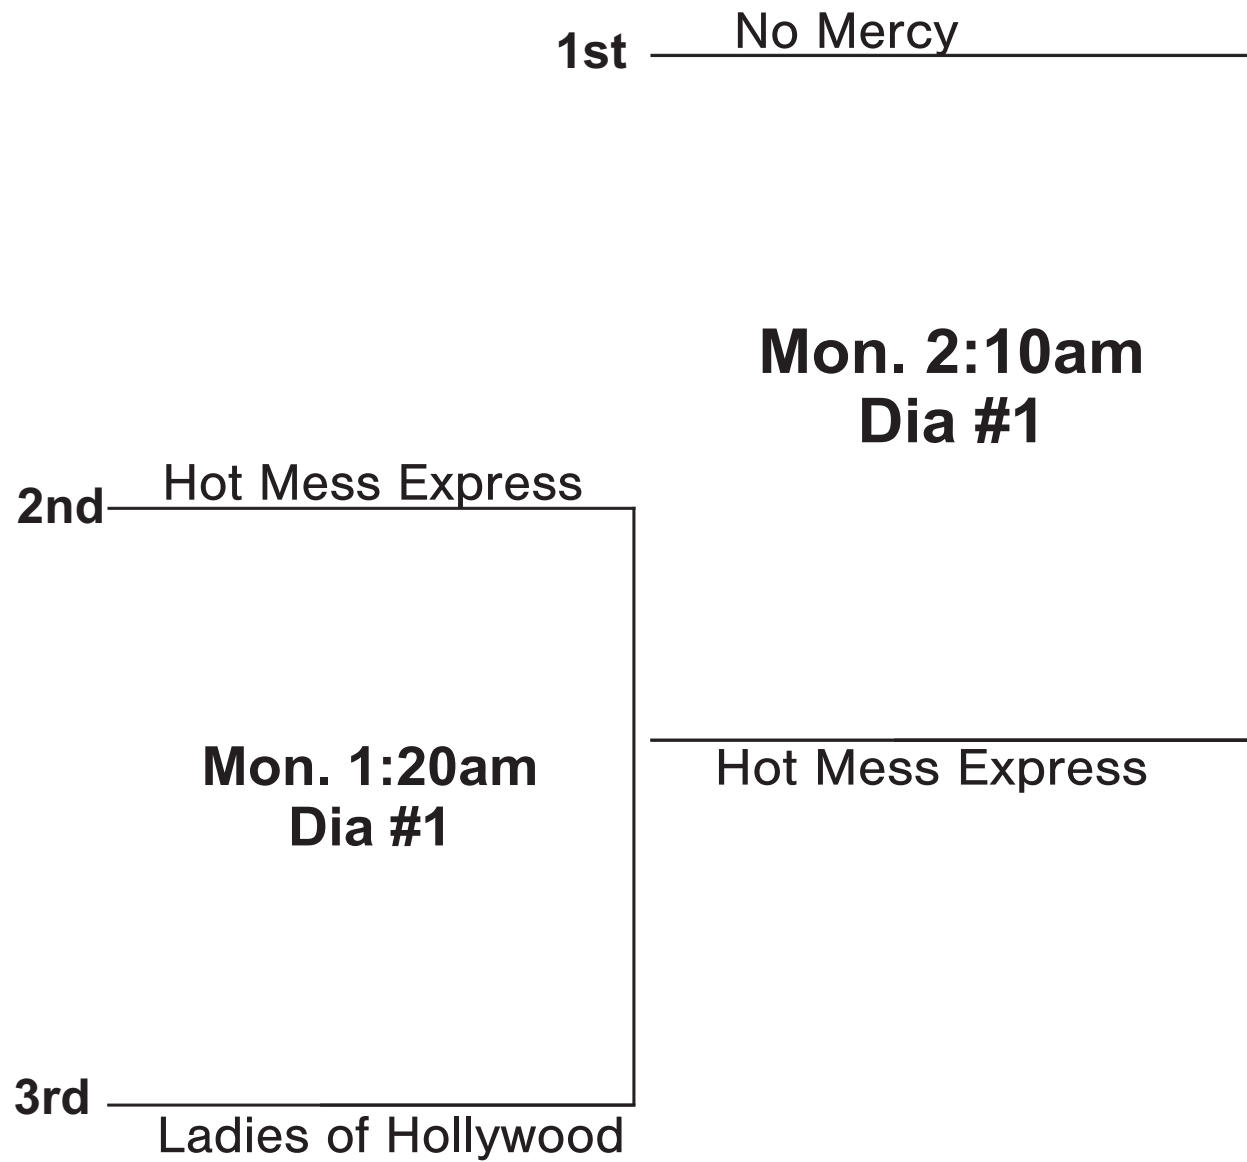 1st No Mercy
Mon. 2:10am
Dia #1
2nd Hot Mess Express
Mon. 1:20am
Dia #1
Hot Mess Express
3rd Ladies of Hollywood